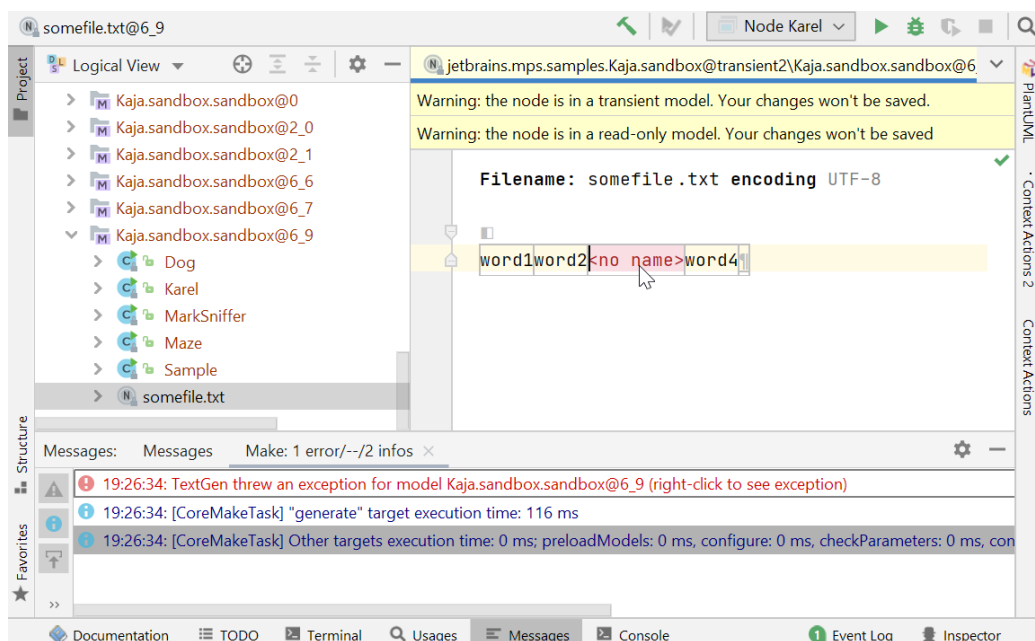 somefile.txt@6_9
Node Karel
Project
Logical View
jetbrains.mps.samples.Kaja.sandbox@transient2\Kaja.sandbox.sandbox@6_
Kaja.sandbox.sandbox@0
Kaja.sandbox.sandbox@2_0
Kaja.sandbox.sandbox@2_1
Kaja.sandbox.sandbox@6_6
Kaja.sandbox.sandbox@6_7
Kaja.sandbox.sandbox@6_9
Dog
Karel
MarkSniffer
Maze
Sample
somefile.txt
Warning: the node is in a transient model. Your changes won't be saved.
Warning: the node is in a read-only model. Your changes won't be saved
Filename: somefile.txt encoding UTF-8
word1word2<no name>word4¶
PlantUML
Context Actions 2
Context Actions
Structure
Favorites
Messages: Messages Make: 1 error/--/2 infos
19:26:34: TextGen threw an exception for model Kaja.sandbox.sandbox@6_9 (right-click to see exception)
19:26:34: [CoreMakeTask] "generate" target execution time: 116 ms
19:26:34: [CoreMakeTask] Other targets execution time: 0 ms; preloadModels: 0 ms, configure: 0 ms, checkParameters: 0 ms, con
Documentation TODO Terminal Usages Messages Console 1 Event Log Inspector